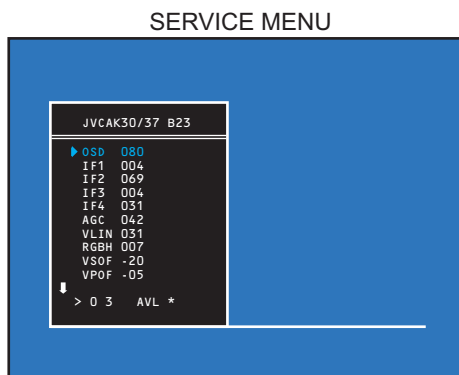 SERVICE MENU
JVCAK30/37 B23
OSD 080
IF1 004
IF2 069
IF3 004
IF4 031
AGC 042
VLIN 031
RGBH 007
VSOF -20
VPOF -05
> 0 3 AVL *